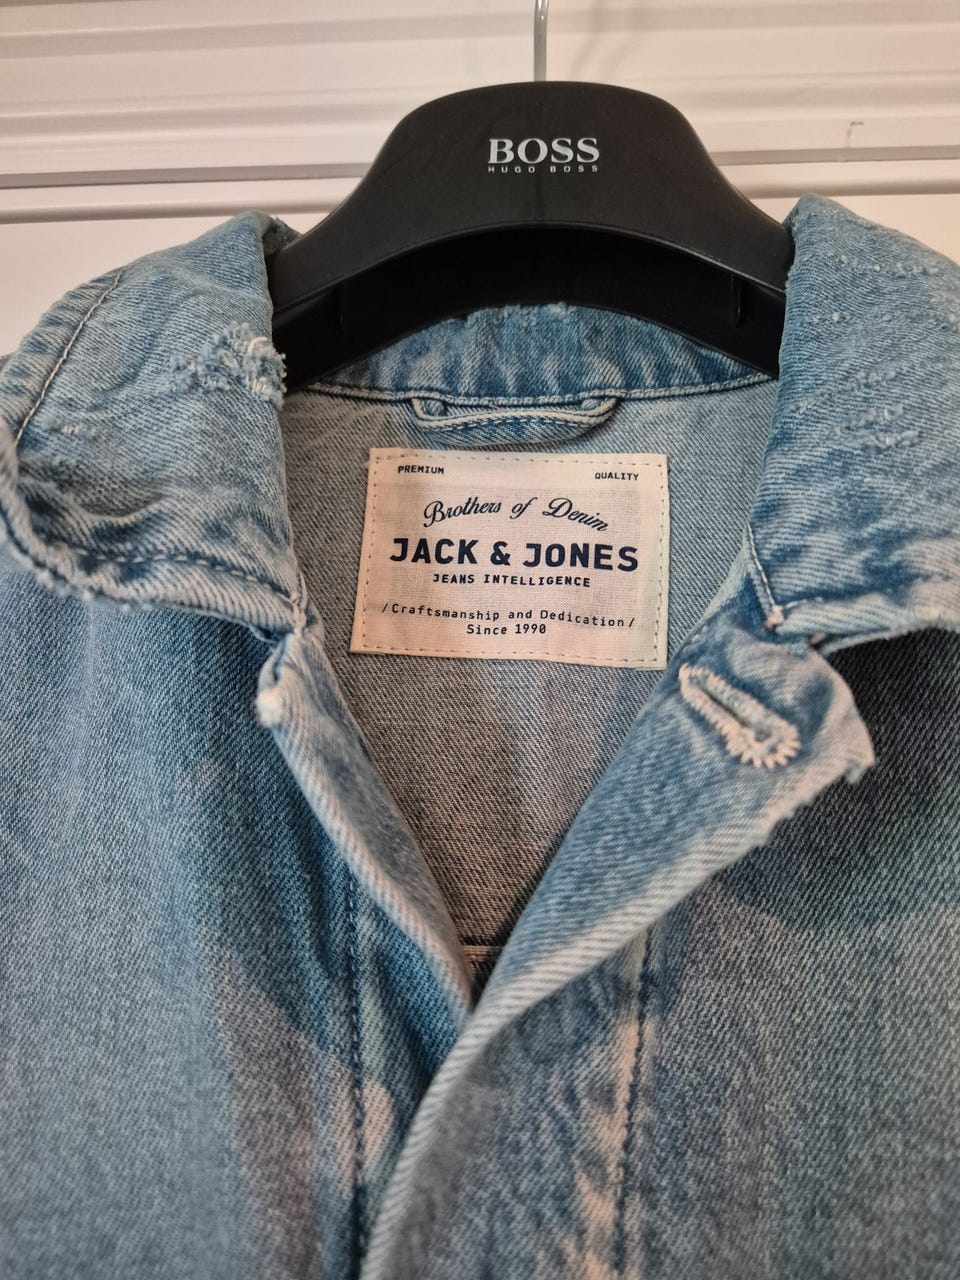 BOSS
HUGO BOSS
PREMIUM QUALITY
Brothers of Denim
JACK & JONES
JEANS INTELLIGENCE
/Craftsmanship and Dedication/
Since 1990